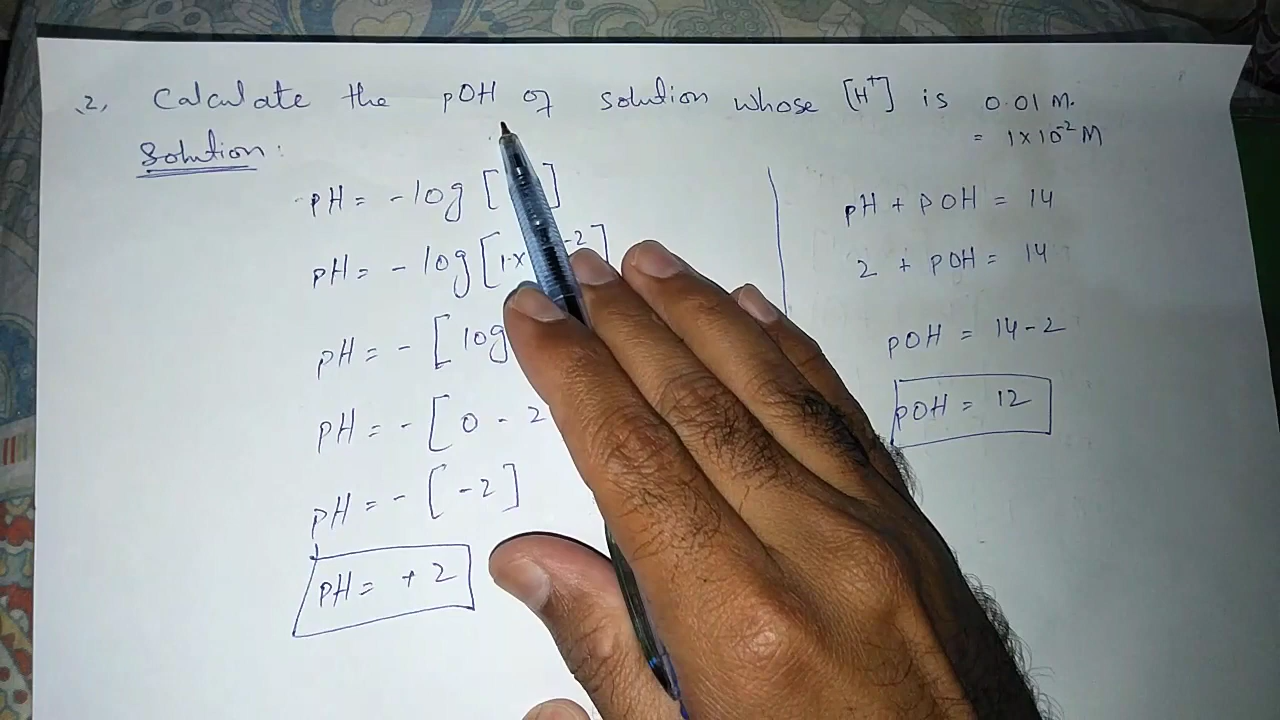 2, Calculate the pOH of solution whose [H⁺] is 0.01 M.
= 1×10⁻² M
Solution:
pH = - log [ ]
pH = - log [1×   ⁻²]
pH = - [ log
pH = - [ 0 - 2
pH = - [ -2 ]
pH = + 2
pH + pOH = 14
2 + pOH = 14
pOH = 14 - 2
pOH = 12